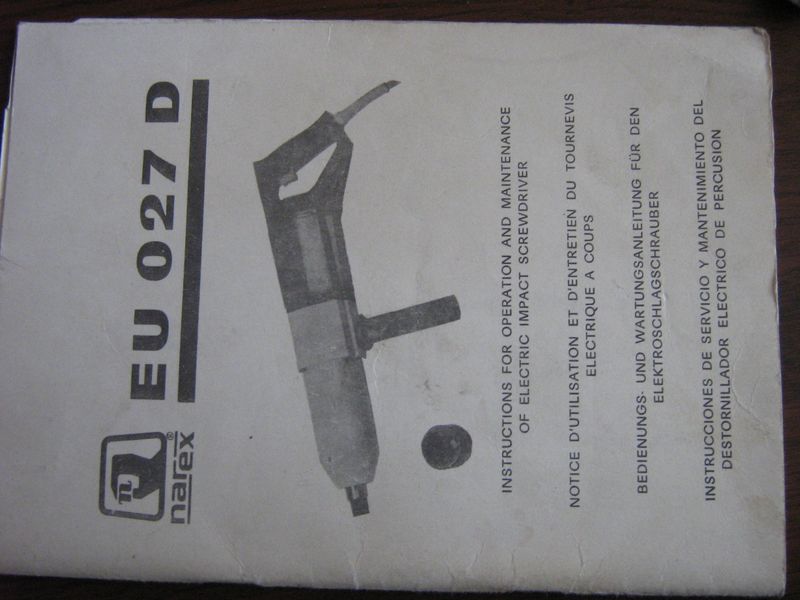 narex®
EU 027 D
INSTRUCTIONS FOR OPERATION AND MAINTENANCE
OF ELECTRIC IMPACT SCREWDRIVER
NOTICE D'UTILISATION ET D'ENTRETIEN DU TOURNEVIS
ELECTRIQUE A COUPS
BEDIENUNGS- UND WARTUNGSANLEITUNG FÜR DEN
ELEKTROSCHLAGSCHRAUBER
INSTRUCCIONES DE SERVICIO Y MANTENIMIENTO DEL
DESTORNILLADOR ELECTRICO DE PERCUSION